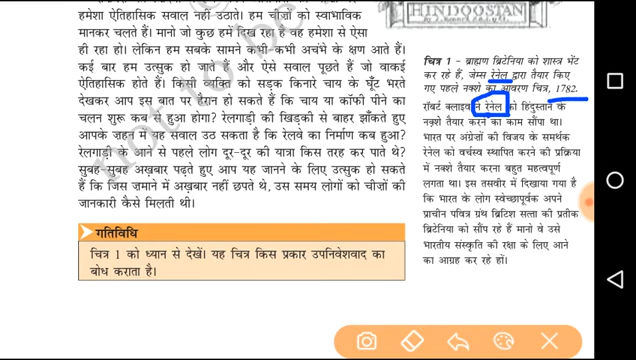 हमेशा ऐतिहासिक सवाल नहीं उठाते। हम चीज़ों को स्वाभाविक
मानकर चलते हैं। मानो जो कुछ हमें दिख रहा है वह हमेशा से ऐसा
ही रहा हो। लेकिन हम सबके सामने कभी-कभी अचंभे के क्षण आते हैं।
कई बार हम उत्सुक हो जाते हैं और ऐसे सवाल पूछते हैं जो वाकई
ऐतिहासिक होते हैं। किसी व्यक्ति को सड़क किनारे चाय के घूँट भरते
देखकर आप इस बात पर हैरान हो सकते हैं कि चाय या कॉफी पीने का
चलन शुरू कब से हुआ होगा? रेलगाड़ी की खिड़की से बाहर झाँकते हुए
आपके ज़हन में यह सवाल उठ सकता है कि रेलवे का निर्माण कब हुआ?
रेलगाड़ी के आने से पहले लोग दूर-दूर की यात्रा किस तरह कर पाते थे?
सुबह-सुबह अख़बार पढ़ते हुए आप यह जानने के लिए उत्सुक हो सकते
हैं कि जिस ज़माने में अख़बार नहीं छपते थे, उस समय लोगों को चीज़ों की
जानकारी कैसे मिलती थी।
गतिविधि
चित्र 1 को ध्यान से देखें। यह चित्र किस प्रकार उपनिवेशवाद का
बोध कराता है।
HINDOOSTAN
चित्र 1 – ब्राह्मण ब्रिटेनिया को शास्त्र भेंट
कर रहे हैं, जेम्स रेनेल द्वारा तैयार किए
गए पहले नक्शे का आवरण चित्र, 1782.
रॉबर्ट क्लाइव ने रेनेल को हिंदुस्तान के
नक़्शे तैयार करने का काम सौंपा था।
भारत पर अंग्रेजों की विजय के समर्थक
रेनेल को वर्चस्व स्थापित करने की प्रक्रिया
में नक्शे तैयार करना बहुत महत्वपूर्ण
लगता था। इस तसवीर में दिखाया गया है
कि भारत के लोग स्वेच्छापूर्वक अपने
प्राचीन पवित्र ग्रंथ ब्रिटिश सत्ता की प्रतीक
ब्रिटेनिया को सौंप रहे हैं मानो वे उसे
भारतीय संस्कृति की रक्षा के लिए आने
का आग्रह कर रहे हों।